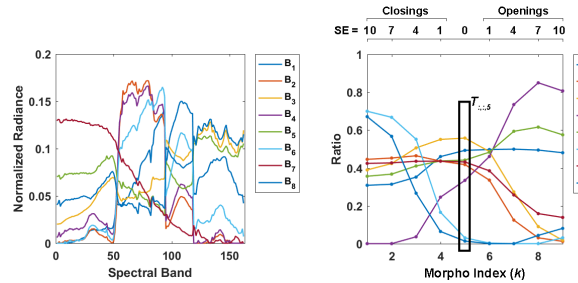 Closings Openings
SE = 10 7 4 1 0 1 4 7 10
0.2
0.15
0.1
0.05
0
0 50 100 150
Normalized Radiance
Spectral Band
B1
B2
B3
B4
B5
B6
B7
B8
1
0.8
0.6
0.4
0.2
0
2 4 6 8 10
Ratio
Morpho Index (k)
T:,:,5